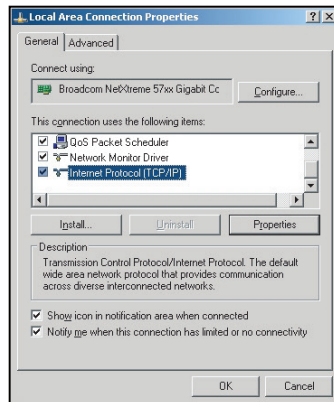 Local Area Connection Properties
General
Advanced
Connect using:
Broadcom NetXtreme 57xx Gigabit Cc
Configure...
This connection uses the following items:
QoS Packet Scheduler
Network Monitor Driver
Internet Protocol (TCP/IP)
Install...
Uninstall
Properties
Description
Transmission Control Protocol/Internet Protocol. The default
wide area network protocol that provides communication
across diverse interconnected networks.
Show icon in notification area when connected
Notify me when this connection has limited or no connectivity
OK
Cancel